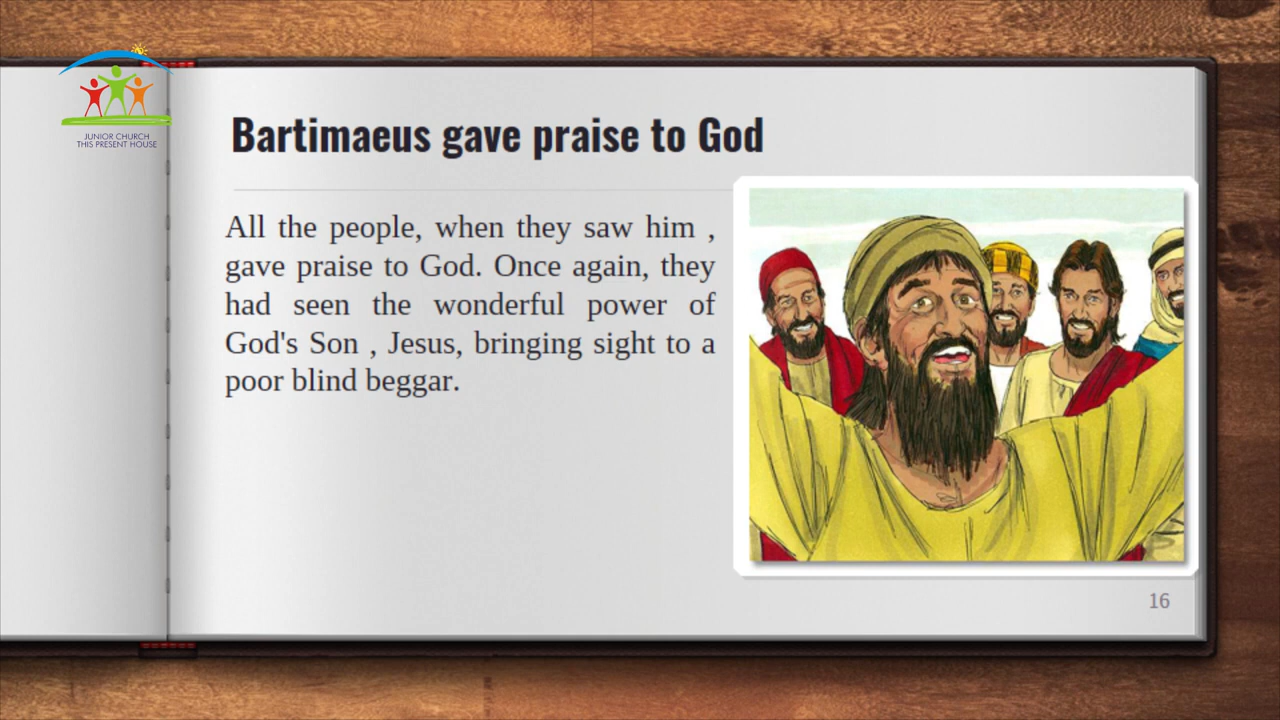 JUNIOR CHURCH
THIS PRESENT HOUSE
Bartimaeus gave praise to God
All the people, when they saw him ,
gave praise to God. Once again, they
had seen the wonderful power of
God's Son , Jesus, bringing sight to a
poor blind beggar.
16